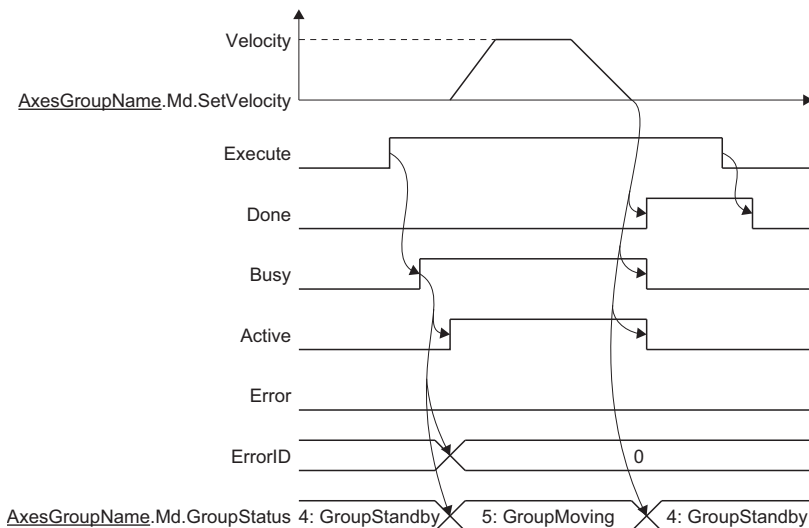 Velocity
AxesGroupName.Md.SetVelocity
Execute
Done
Busy
Active
Error
ErrorID 0
AxesGroupName.Md.GroupStatus 4: GroupStandby 5: GroupMoving 4: GroupStandby